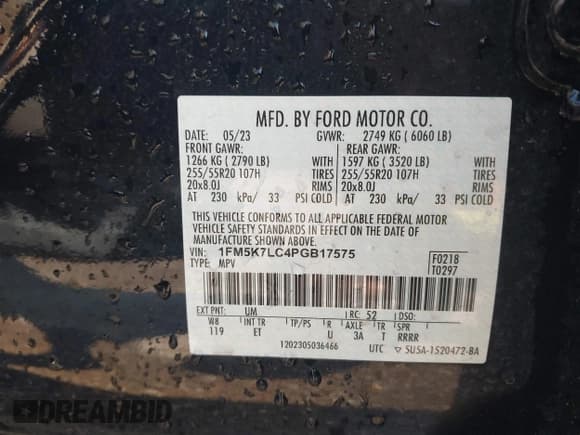 MFD. BY FORD MOTOR CO.
DATE 05/23 GVWR: 2749 KG ( 6060 LB)
FRONT GAWR: REAR GAWR:
1266 KG ( 2790 LB) WITH 1597 KG ( 3520 LB) WITH
255/55R20 107H TIRES 255/55R20 107H TIRES
20x8.0J RIMS 20x8.0J RIMS
AT 230 kPa/ 33 PSI COLD AT 230 kPa/ 33 PSI COLD
THIS VEHICLE CONFORMS TO ALL APPLICABLE FEDERAL MOTOR
VEHICLE SAFETY STANDARDS IN EFFECT ON THE DATE OF
MANUFACTURE SHOWN ABOVE.
VIN: 1FM5K7LC4PGB17575 F0218
TYPE: MPV T0297
EXT PNT: UM RC: 52 DSO:
W8 INT TR TP/PS R AXLE TR SPR
119 ET U 3A T RRRR
1202305036466 UTC ▽ SU5A-1520472-BA
DREAMBID